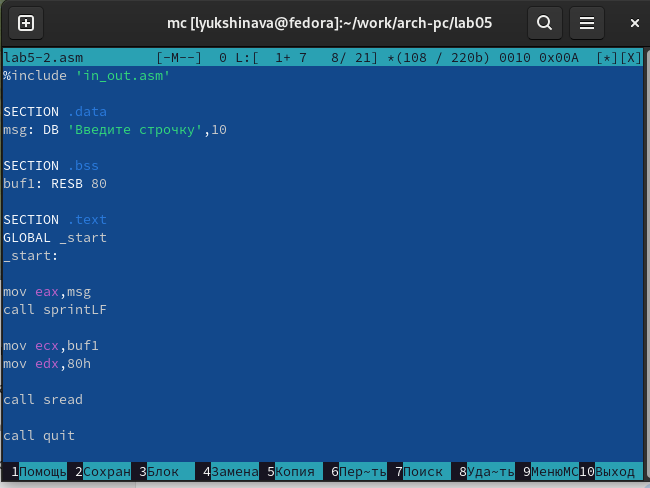 mc [lyukshinava@fedora]:~/work/arch-pc/lab05
lab5-2.asm [-M--] 0 L:[ 1+ 7 8/ 21] *(108 / 220b) 0010 0x00A [*][X]
%include 'in_out.asm'
SECTION .data
msg: DB 'Введите строчку',10
SECTION .bss
buf1: RESB 80
SECTION .text
GLOBAL _start
_start:
mov eax,msg
call sprintLF
mov ecx,buf1
mov edx,80h
call sread
call quit
1Помощь 2Сохран 3Блок 4Замена 5Копия 6Пер~ть 7Поиск 8Уда~ть 9МенюMC 10Выход